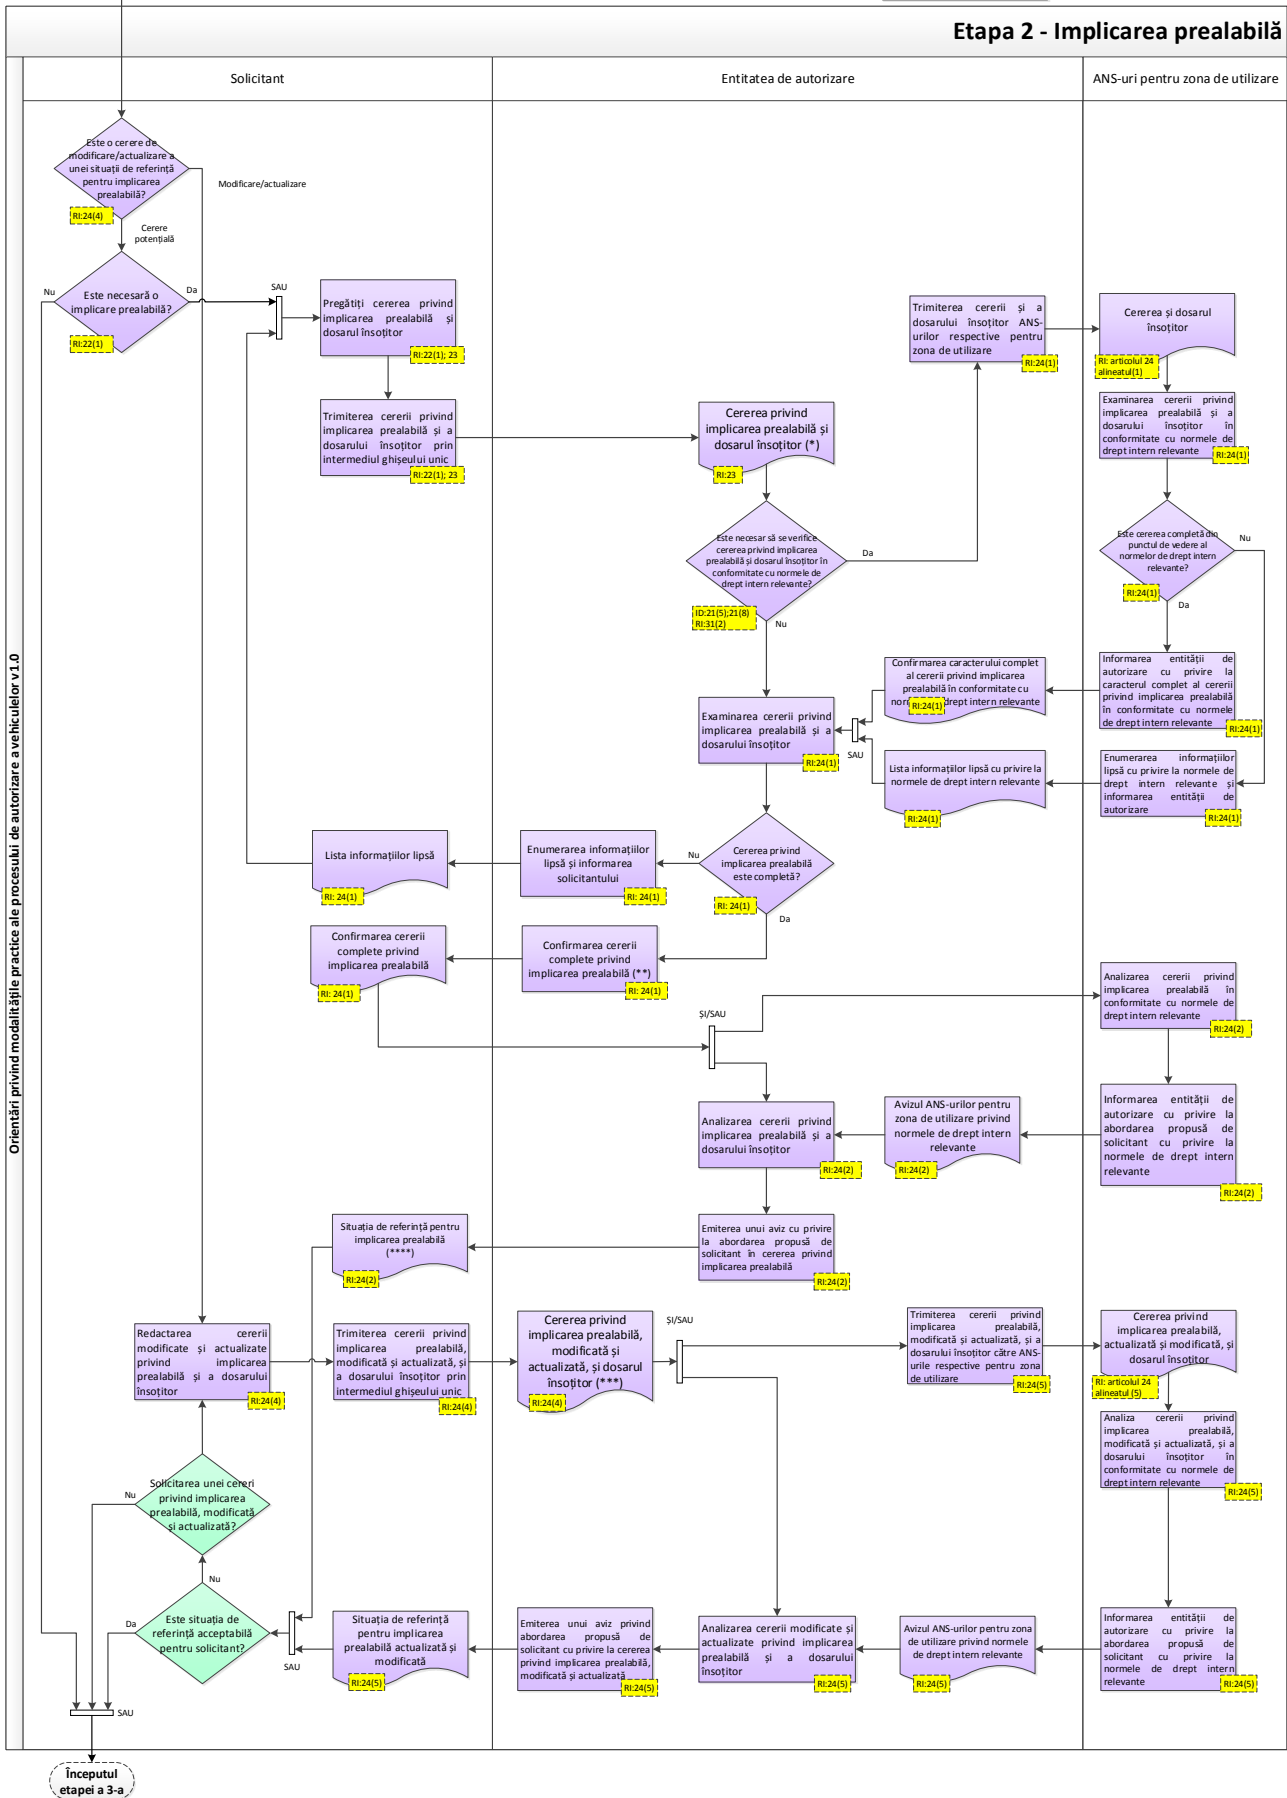 Etapa 2 - Implicarea prealabilă
Solicitant
Entitatea de autorizare
ANS-uri pentru zona de utilizare
Orientări privind modalitățile practice ale procesului de autorizare a vehiculelor v1.0
Este o cerere de
modificare/actualizare a
unei situații de referință
pentru implicarea
prealabilă?
RI:24(4)
Modificare/actualizare
Cerere
potențială
Este necesară o
implicare prealabilă?
RI:22(1)
Nu
Da
SAU
Pregătiți cererea privind
implicarea prealabilă și
dosarul însoțitor
RI:22(1); 23
Trimiterea cererii privind
implicarea prealabilă și a
dosarului însoțitor prin
intermediul ghișeului unic
RI:22(1); 23
Cererea privind
implicarea prealabilă și
dosarul însoțitor (*)
RI:23
Trimiterea cererii și a
dosarului însoțitor ANS-
urilor respective pentru
zona de utilizare
RI:24(1)
Cererea și dosarul
însoțitor
RI: articolul 24
alineatul(1)
Examinarea cererii privind
implicarea prealabilă și a
dosarului însoțitor în
conformitate cu normele de
drept intern relevante
RI:24(1)
Este necesar să se verifice
cererea privind implicarea
prealabilă și dosarul însoțitor în
conformitate cu normele de
drept intern relevante?
ID:21(5);21(8)
RI:31(2)
Da
Nu
Este cererea completă din
punctul de vedere al
normelor de drept intern
relevante?
RI:24(1)
Nu
Da
Informarea entității de
autorizare cu privire la
caracterul complet al cererii
privind implicarea prealabilă
în conformitate cu normele
de drept intern relevante
RI:24(1)
Confirmarea caracterului complet
al cererii privind implicarea
prealabilă în conformitate cu
drept intern relevante
RI:24(1)
Examinarea cererii privind
implicarea prealabilă și a
dosarului însoțitor
RI:24(1)
SAU
Lista informațiilor lipsă cu privire la
normele de drept intern relevante
RI:24(1)
Enumerarea informațiilor
lipsă cu privire la normele de
drept intern relevante și
informarea entității de
autorizare
RI:24(1)
Cererea privind
implicarea prealabilă
este completă?
RI: 24(1)
Nu
Da
Enumerarea informațiilor
lipsă și informarea
solicitantului
RI: 24(1)
Lista informațiilor lipsă
RI: 24(1)
Confirmarea cererii
complete privind
implicarea prealabilă
RI: 24(1)
Confirmarea cererii
complete privind
implicarea prealabilă (**)
RI: 24(1)
ȘI/SAU
Analizarea cererii privind
implicarea prealabilă în
conformitate cu normele de
drept intern relevante
RI:24(2)
Informarea entității de
autorizare cu privire la
abordarea propusă de
solicitant cu privire la
normele de drept intern
relevante
RI:24(2)
Avizul ANS-urilor pentru
zona de utilizare privind
normele de drept intern
relevante
RI:24(2)
Analizarea cererii privind
implicarea prealabilă și a
dosarului însoțitor
RI:24(2)
Emiterea unui aviz cu privire
la abordarea propusă de
solicitant în cererea privind
implicarea prealabilă
RI:24(2)
Situația de referință pentru
implicarea prealabilă
(****)
RI:24(2)
Redactarea cererii
modificate și actualizate
privind implicarea
prealabilă și a dosarului
însoțitor
RI:24(4)
Trimiterea cererii privind
implicarea prealabilă,
modificată și actualizată, și
a dosarului însoțitor prin
intermediul ghișeului unic
RI:24(4)
Cererea privind
implicarea prealabilă,
modificată și
actualizată, și dosarul
însoțitor (***)
RI:24(4)
ȘI/SAU
Trimiterea cererii privind
implicarea prealabilă,
modificată și actualizată, și a
dosarului însoțitor către ANS-
urile respective pentru zona
de utilizare
RI:24(5)
Cererea privind
implicarea prealabilă,
actualizată și modificată, și
dosarul însoțitor
RI: articolul 24
alineatul (5)
Analiza cererii privind
implicarea prealabilă,
modificată și actualizată, și a
dosarului însoțitor în
conformitate cu normele de
drept intern relevante
RI:24(5)
Solicitarea unei cereri
privind implicarea
prealabilă, modificată
și actualizată?
Nu
Nu
Este situația de
referință acceptabilă
pentru solicitant?
Da
SAU
Situația de referință
pentru implicarea
prealabilă actualizată și
modificată
RI:24(5)
Emiterea unui aviz privind
abordarea propusă de
solicitant cu privire la cererea
privind implicarea prealabilă,
modificată și actualizată
RI:24(5)
Analizarea cererii modificate și
actualizate privind implicarea
prealabilă și a dosarului
însoțitor
RI:24(5)
Avizul ANS-urilor pentru zona
de utilizare privind normele
de drept intern relevante
RI:24(5)
Informarea entității de
autorizare cu privire la
abordarea propusă de
solicitant cu privire la
normele de drept intern
relevante
RI:24(5)
SAU
Începutul
etapei a 3-a